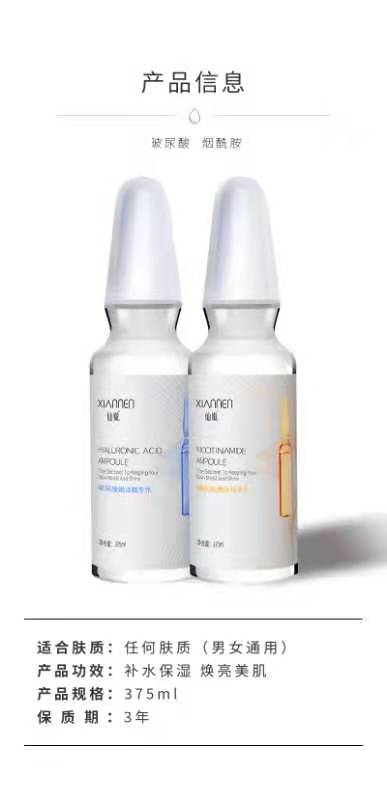 产品信息
玻尿酸 烟酰胺
XIANNEN
仙嫩
HYALURONIC ACID
AMPOULE
XIANNEN
仙嫩
NICOTINAMIDE
AMPOULE
适合肤质：任何肤质（男女通用）
产品功效：补水保湿 焕亮美肌
产品规格：375ml
保 质 期 ：3年